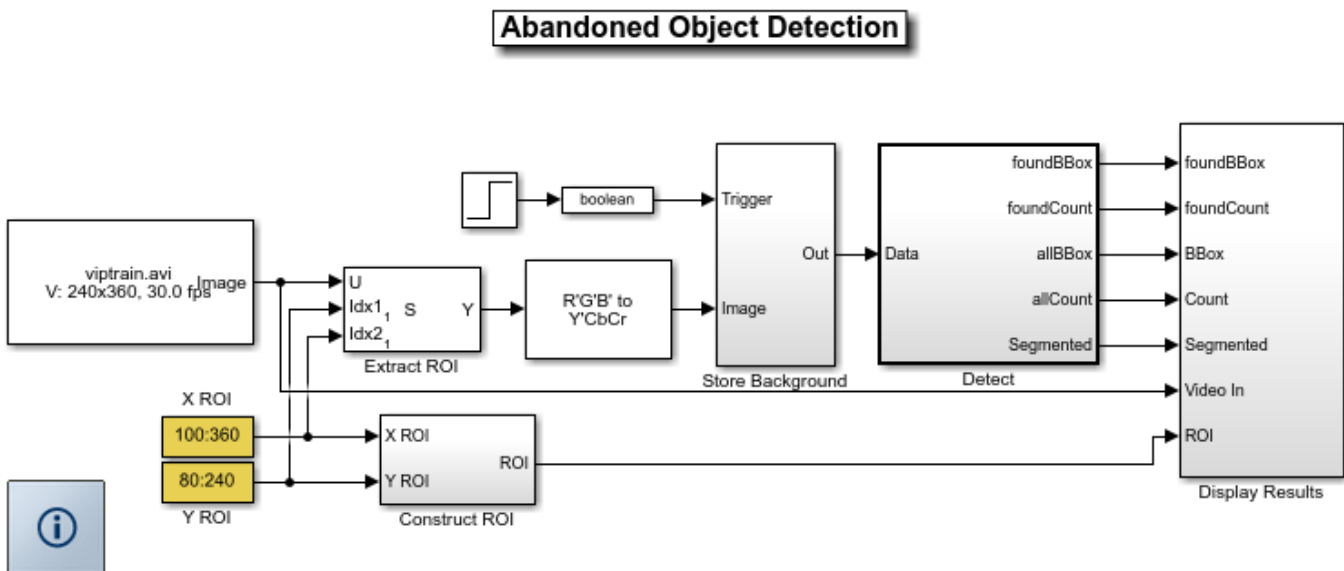 Abandoned Object Detection
viptrain.avi
V: 240x360, 30.0 fps
Image
boolean
U
Idx1
1
Idx2
1
S
Y
Extract ROI
R'G'B' to
Y'CbCr
Trigger
Image
Out
Store Background
Data
foundBBox
foundCount
allBBox
allCount
Segmented
Detect
foundBBox
foundCount
BBox
Count
Segmented
Video In
ROI
Display Results
X ROI
100:360
80:240
Y ROI
X ROI
Y ROI
ROI
Construct ROI
i